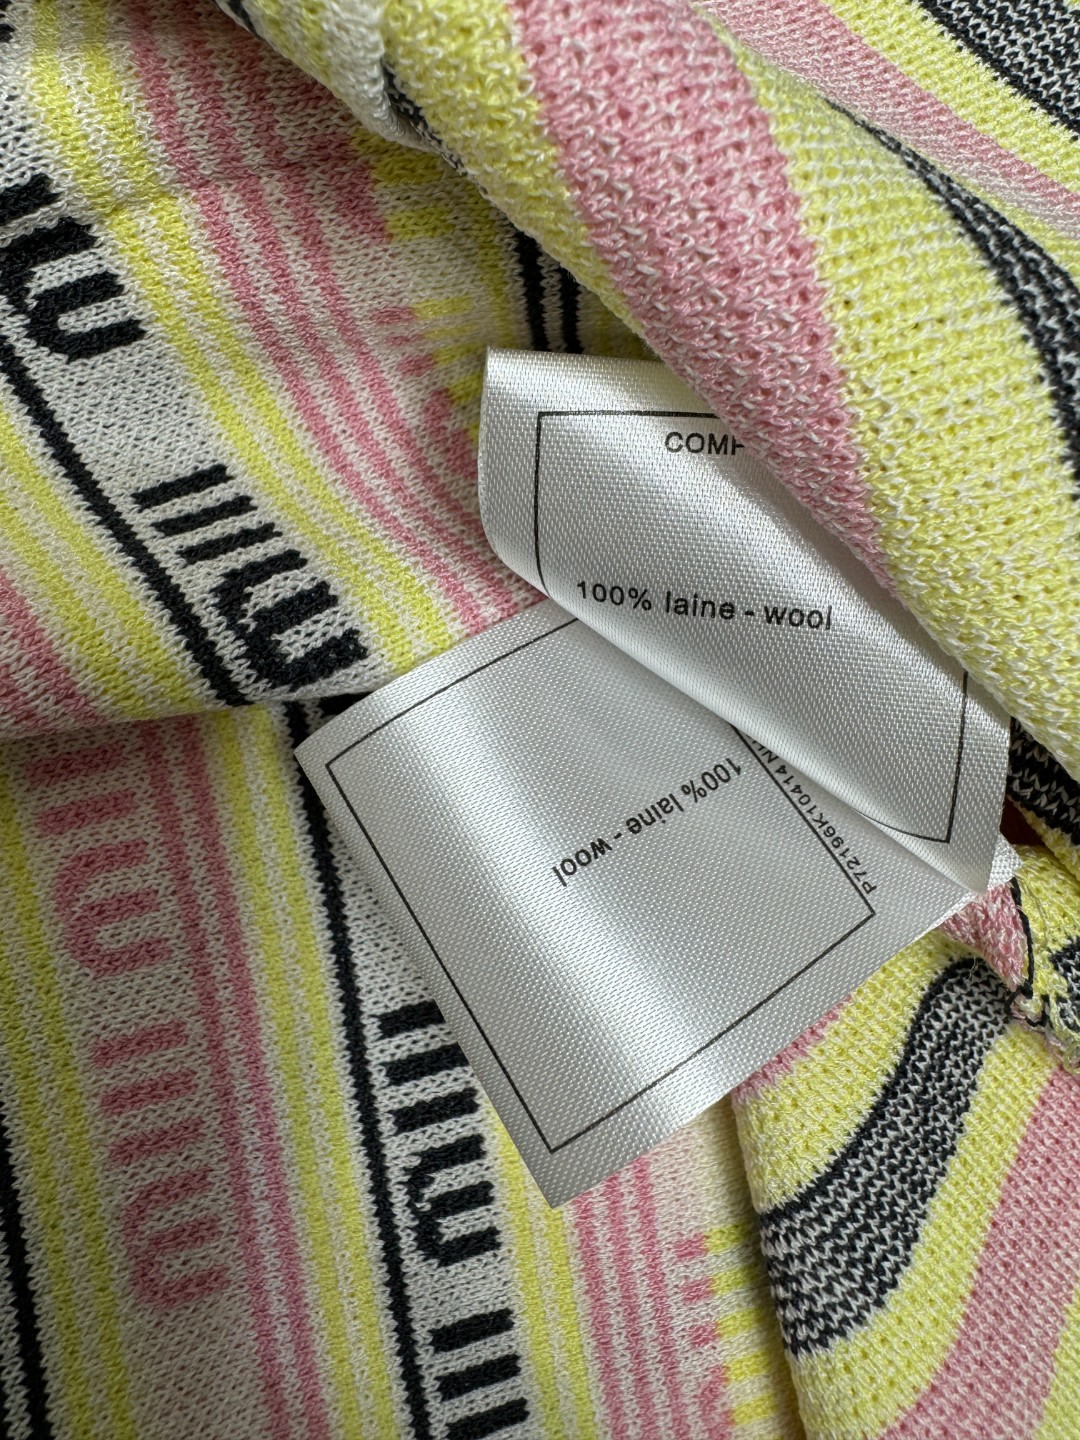 COMP
100% laine - wool
100% laine - wool
P72196K10414 N